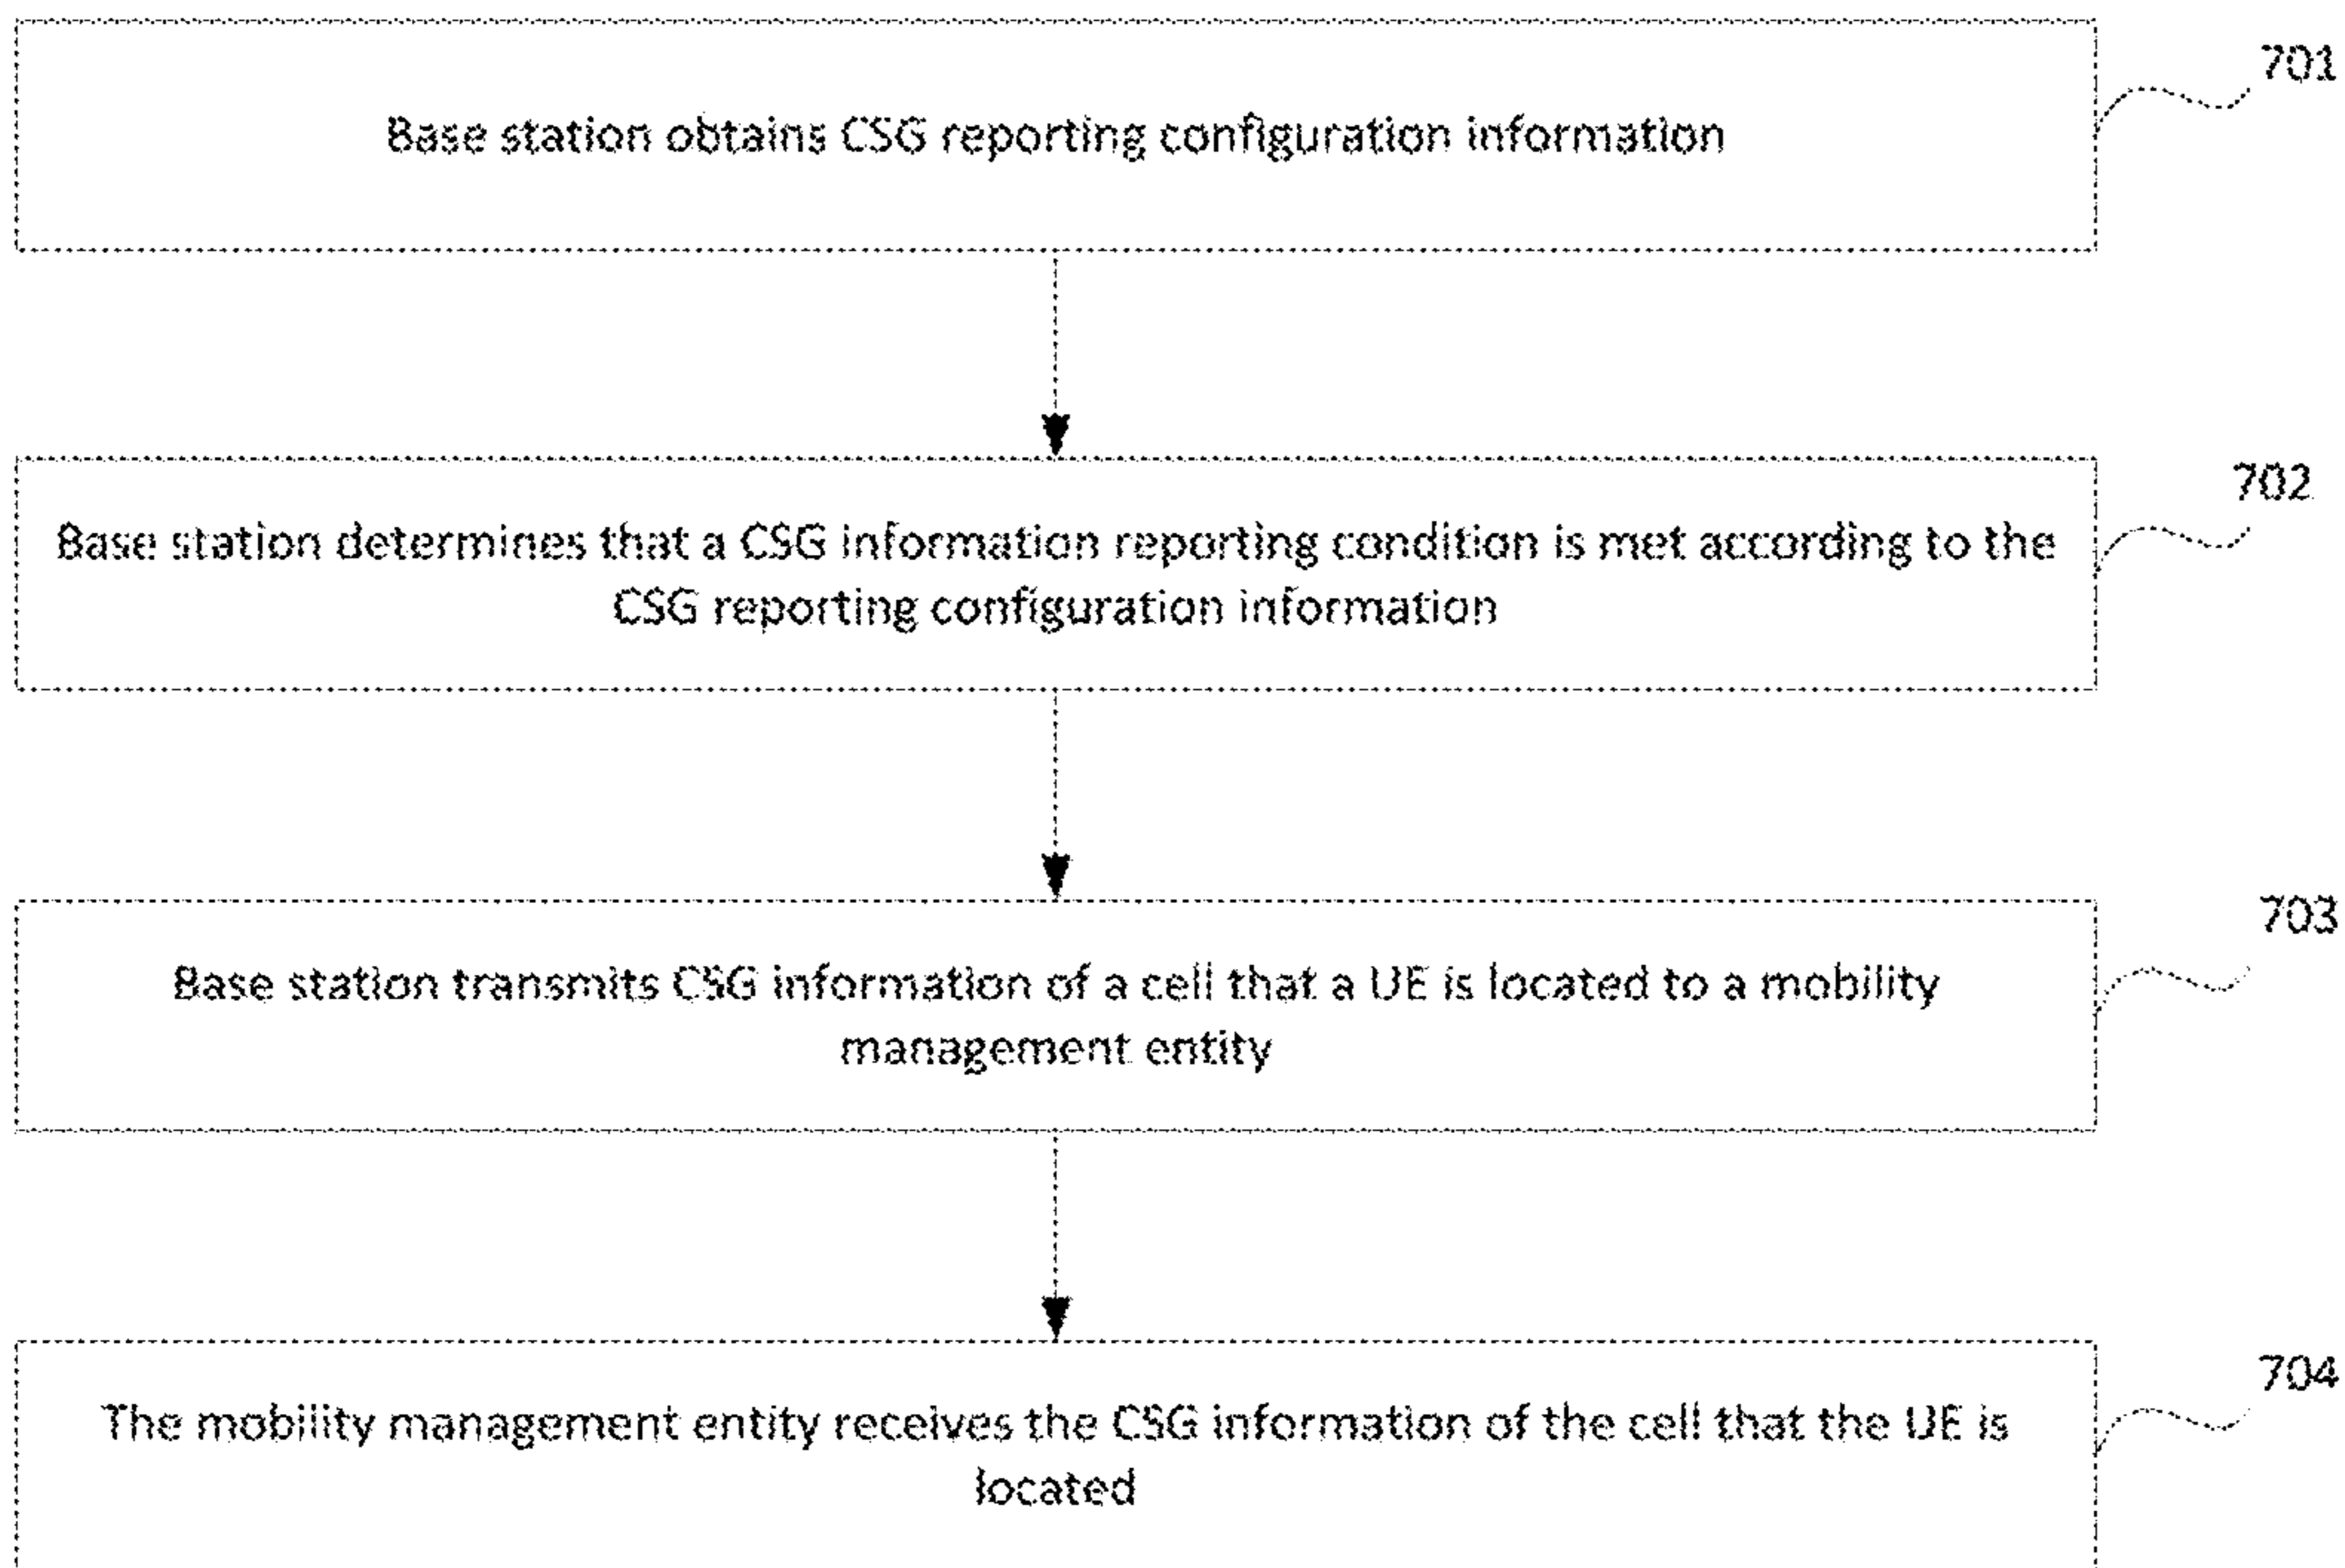 701
Base station obtains CSG reporting configuration information
702
Base station determines that a CSG information reporting condition is met according to the
CSG reporting configuration information
703
Base station transmits CSG information of a cell that a UE is located to a mobility
management entity
704
The mobility management entity receives the CSG information of the cell that the UE is
located